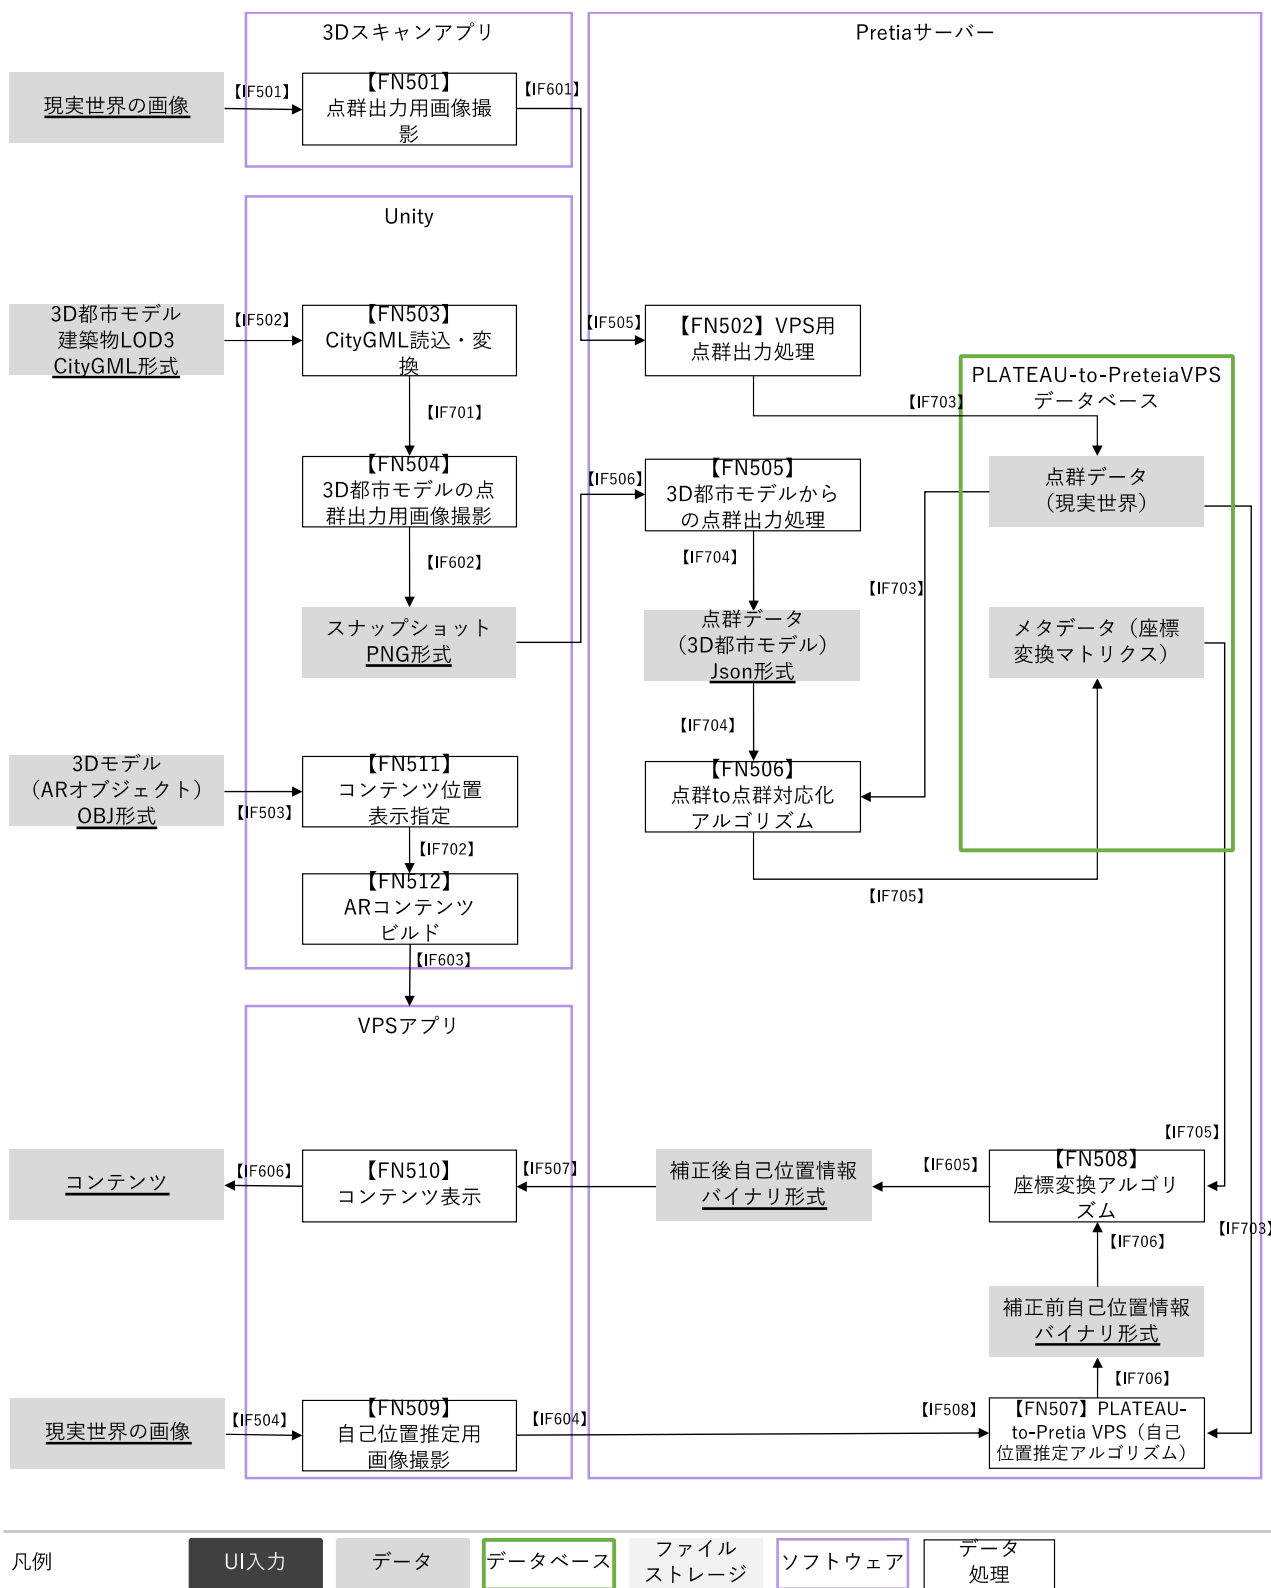 3Dスキャンアプリ
Pretiaサーバー
現実世界の画像
【IF501】
【FN501】
点群出力用画像撮
影
【IF601】
Unity
3D都市モデル
建築物LOD3
CityGML形式
【IF502】
【FN503】
CityGML読込・変
換
【IF505】
【FN502】VPS用
点群出力処理
【IF701】
【IF703】
PLATEAU-to-PreteiaVPS
データベース
【FN504】
3D都市モデルの点
群出力用画像撮影
【IF506】
【FN505】
3D都市モデルから
の点群出力処理
点群データ
（現実世界）
【IF602】
【IF704】
【IF703】
スナップショット
PNG形式
点群データ
（3D都市モデル）
Json形式
メタデータ（座標
変換マトリクス）
【IF704】
3Dモデル
（ARオブジェクト）
OBJ形式
【IF503】
【FN511】
コンテンツ位置
表示指定
【FN506】
点群to点群対応化
アルゴリズム
【IF702】
【FN512】
ARコンテンツ
ビルド
【IF705】
【IF603】
VPSアプリ
コンテンツ
【IF606】
【FN510】
コンテンツ表示
【IF507】
補正後自己位置情報
バイナリ形式
【IF605】
【FN508】
座標変換アルゴリ
ズム
【IF705】
【IF703】
【IF706】
補正前自己位置情報
バイナリ形式
【IF706】
現実世界の画像
【IF504】
【FN509】
自己位置推定用
画像撮影
【IF604】
【IF508】
【FN507】PLATEAU-
to-Pretia VPS（自己
位置推定アルゴリズム）
凡例
UI入力
データ
データベース
ファイル
ストレージ
ソフトウェア
データ
処理